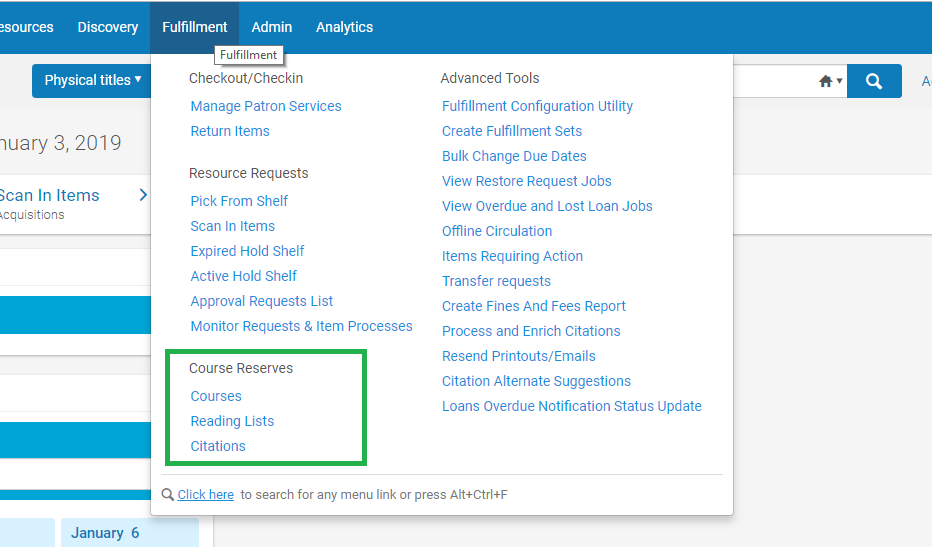 esources Discovery Fulfillment Admin Analytics
Fulfillment
Physical titles
nuary 3, 2019
Scan In Items
Acquisitions
Checkout/Checkin
Manage Patron Services
Return Items
Resource Requests
Pick From Shelf
Scan In Items
Expired Hold Shelf
Active Hold Shelf
Approval Requests List
Monitor Requests & Item Processes
Course Reserves
Courses
Reading Lists
Citations
Advanced Tools
Fulfillment Configuration Utility
Create Fulfillment Sets
Bulk Change Due Dates
View Restore Request Jobs
View Overdue and Lost Loan Jobs
Offline Circulation
Items Requiring Action
Transfer requests
Create Fines And Fees Report
Process and Enrich Citations
Resend Printouts/Emails
Citation Alternate Suggestions
Loans Overdue Notification Status Update
Click here to search for any menu link or press Alt+Ctrl+F
January 6